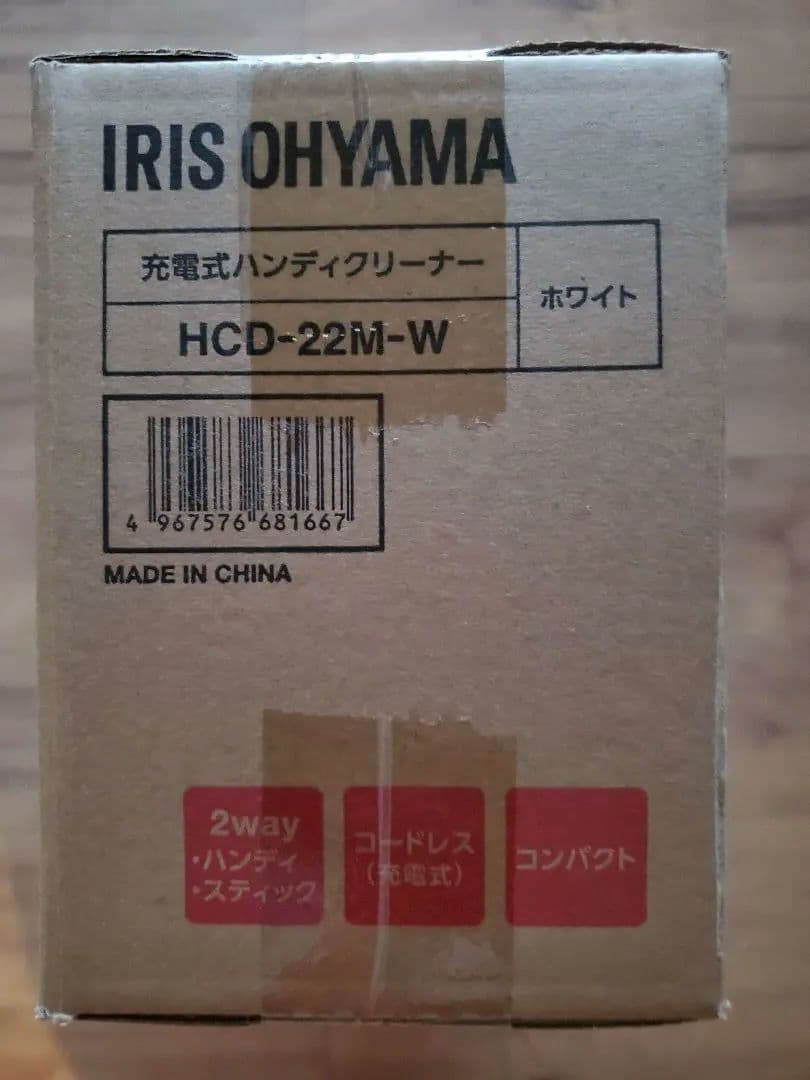 IRIS OHYAMA
充電式ハンディクリーナー
HCD-22M-W
ホワイト
4 967576 681667
MADE IN CHINA
2way
・ハンディ
・スティック
コードレス
(充電式)
コンパクト